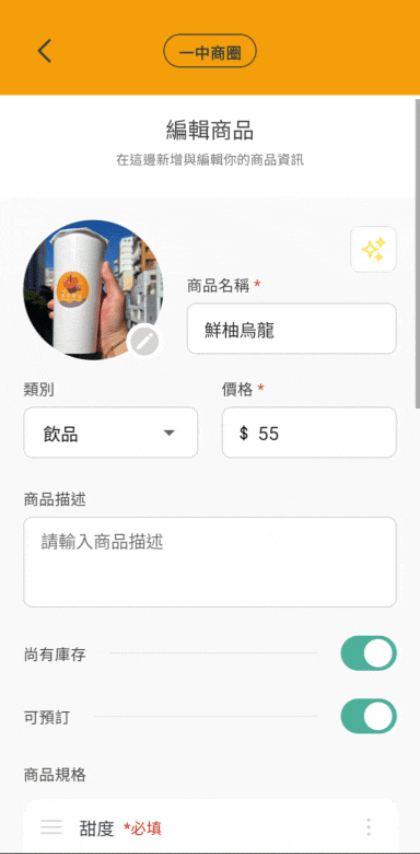 一中商圈
編輯商品
在這邊新增與編輯你的商品資訊
商品名稱 *
鮮柚烏龍
類別
價格 *
飲品
$ 55
商品描述
請輸入商品描述
尚有庫存
可預訂
商品規格
甜度 *必填